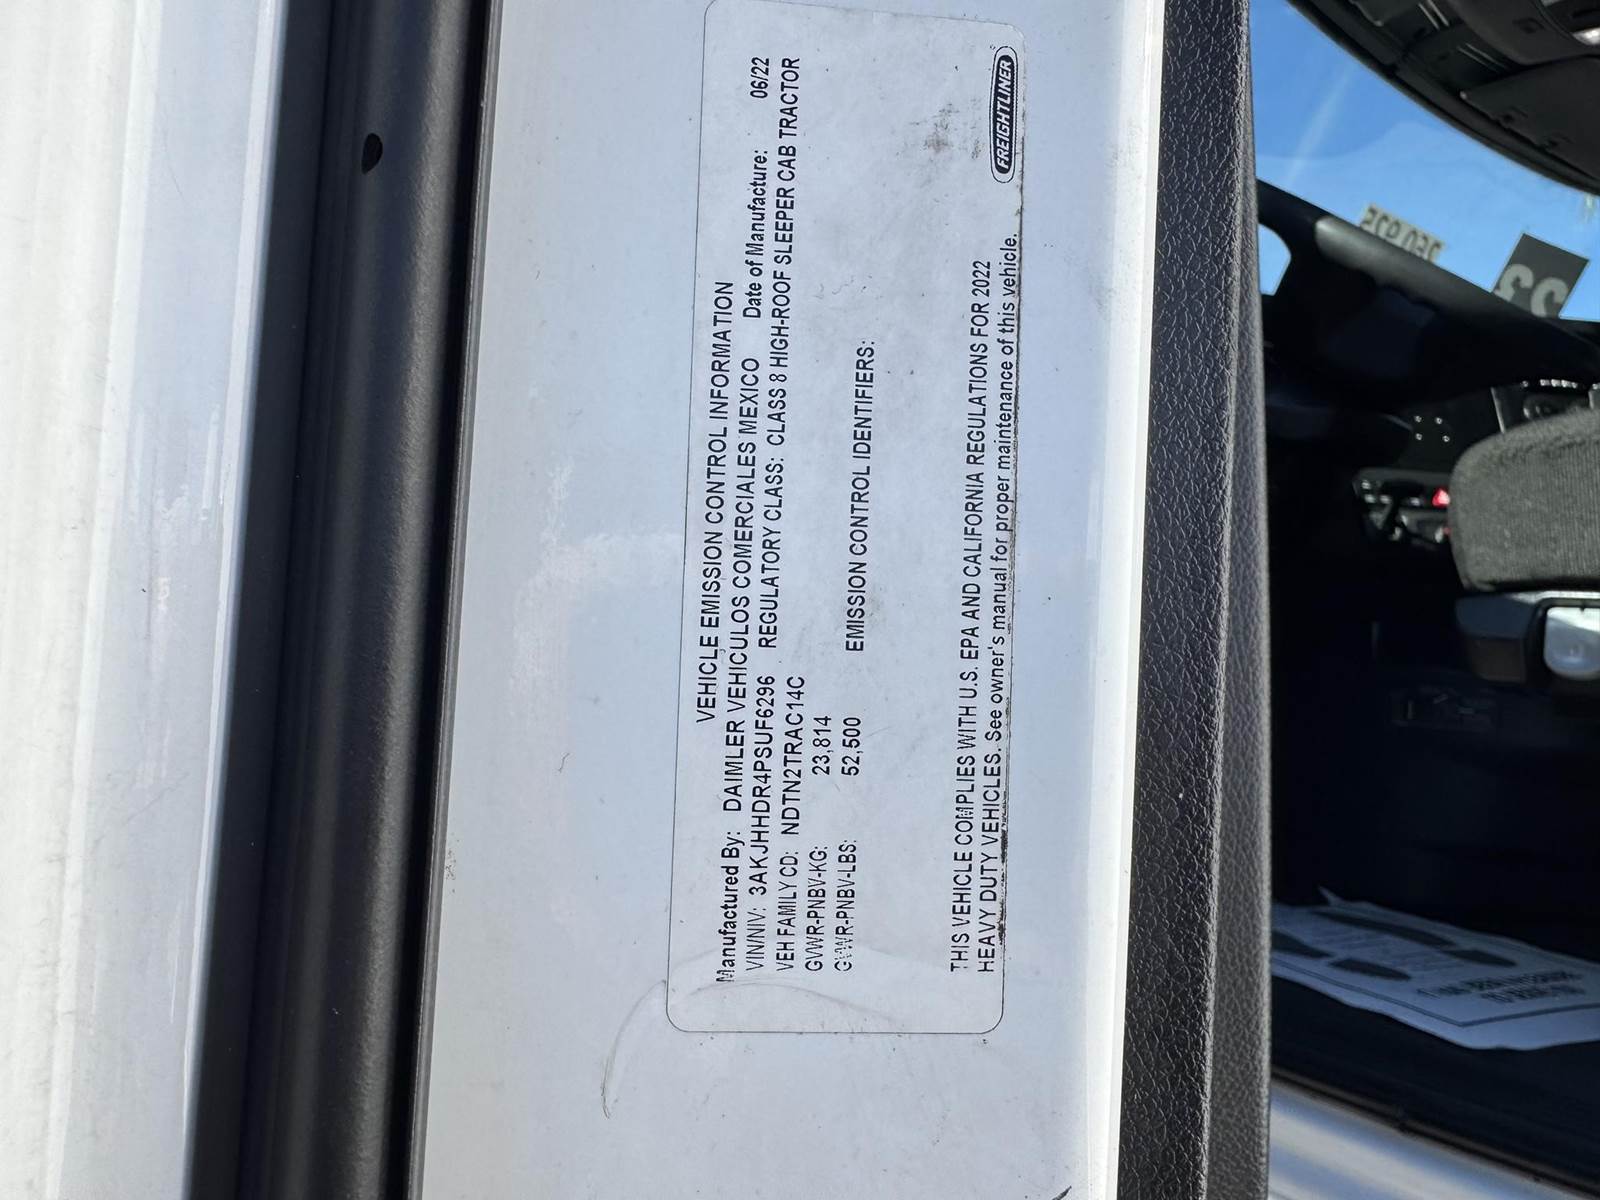 VEHICLE EMISSION CONTROL INFORMATION
Manufactured By: DAIMLER VEHICULOS COMERCIALES MEXICO Date of Manufacture: 06/22
VIN/NIV: 3AKJHHDR4PSUF6296 REGULATORY CLASS: CLASS 8 HIGH-ROOF SLEEPER CAB TRACTOR
VEH FAMILY CD: NDTN2TRAC14C
GVWR-PNBV-KG: 23,814
GVWR-PNBV-LBS: 52,500 EMISSION CONTROL IDENTIFIERS:
THIS VEHICLE COMPLIES WITH U.S. EPA AND CALIFORNIA REGULATIONS FOR 2022
HEAVY DUTY VEHICLES. See owner's manual for proper maintenance of this vehicle.
FREIGHTLINER
23